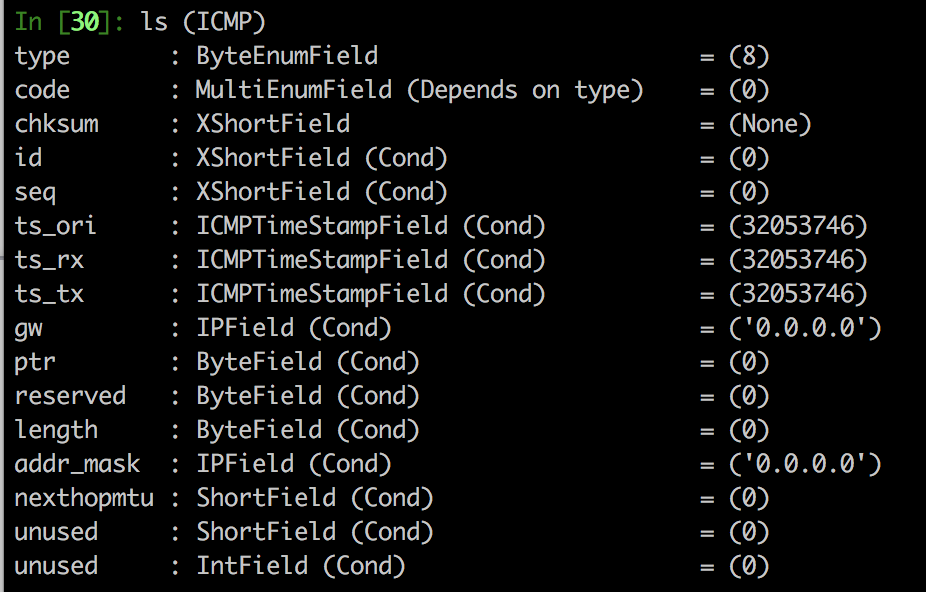 In [30]: ls (ICMP)
type       : ByteEnumField                       = (8)
code       : MultiEnumField (Depends on type)    = (0)
chksum     : XShortField                         = (None)
id         : XShortField (Cond)                  = (0)
seq        : XShortField (Cond)                  = (0)
ts_ori     : ICMPTimeStampField (Cond)           = (32053746)
ts_rx      : ICMPTimeStampField (Cond)           = (32053746)
ts_tx      : ICMPTimeStampField (Cond)           = (32053746)
gw         : IPField (Cond)                      = ('0.0.0.0')
ptr        : ByteField (Cond)                    = (0)
reserved   : ByteField (Cond)                    = (0)
length     : ByteField (Cond)                    = (0)
addr_mask  : IPField (Cond)                      = ('0.0.0.0')
nexthopmtu : ShortField (Cond)                   = (0)
unused     : ShortField (Cond)                   = (0)
unused     : IntField (Cond)                     = (0)